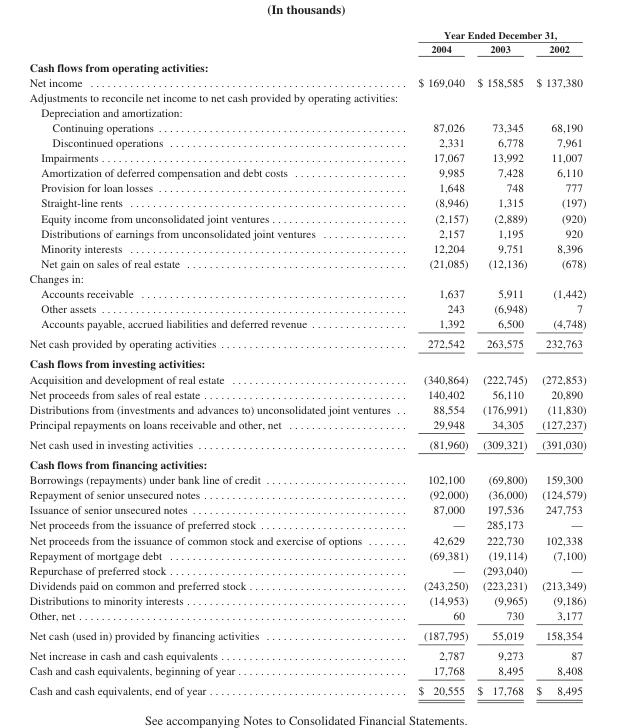 (In thousands)
Year Ended December 31,
2004 2003 2002
Cash flows from operating activities:
Net income $ 169,040 $ 158,585 $ 137,380
Adjustments to reconcile net income to net cash provided by operating activities:
Depreciation and amortization:
Continuing operations 87,026 73,345 68,190
Discontinued operations 2,331 6,778 7,961
Impairments 17,067 13,992 11,007
Amortization of deferred compensation and debt costs 9,985 7,428 6,110
Provision for loan losses 1,648 748 777
Straight-line rents (8,946) 1,315 (197)
Equity income from unconsolidated joint ventures (2,157) (2,889) (920)
Distributions of earnings from unconsolidated joint ventures 2,157 1,195 920
Minority interests 12,204 9,751 8,396
Net gain on sales of real estate (21,085) (12,136) (678)
Changes in:
Accounts receivable 1,637 5,911 (1,442)
Other assets 243 (6,948) 7
Accounts payable, accrued liabilities and deferred revenue 1,392 6,500 (4,748)
Net cash provided by operating activities 272,542 263,575 232,763
Cash flows from investing activities:
Acquisition and development of real estate (340,864) (222,745) (272,853)
Net proceeds from sales of real estate 140,402 56,110 20,890
Distributions from (investments and advances to) unconsolidated joint ventures 88,554 (176,991) (11,830)
Principal repayments on loans receivable and other, net 29,948 34,305 (127,237)
Net cash used in investing activities (81,960) (309,321) (391,030)
Cash flows from financing activities:
Borrowings (repayments) under bank line of credit 102,100 (69,800) 159,300
Repayment of senior unsecured notes (92,000) (36,000) (124,579)
Issuance of senior unsecured notes 87,000 197,536 247,753
Net proceeds from the issuance of preferred stock — 285,173 —
Net proceeds from the issuance of common stock and exercise of options 42,629 222,730 102,338
Repayment of mortgage debt (69,381) (19,114) (7,100)
Repurchase of preferred stock — (293,040) —
Dividends paid on common and preferred stock (243,250) (223,231) (213,349)
Distributions to minority interests (14,953) (9,965) (9,186)
Other, net 60 730 3,177
Net cash (used in) provided by financing activities (187,795) 55,019 158,354
Net increase in cash and cash equivalents 2,787 9,273 87
Cash and cash equivalents, beginning of year 17,768 8,495 8,408
Cash and cash equivalents, end of year $ 20,555 $ 17,768 $ 8,495
See accompanying Notes to Consolidated Financial Statements.